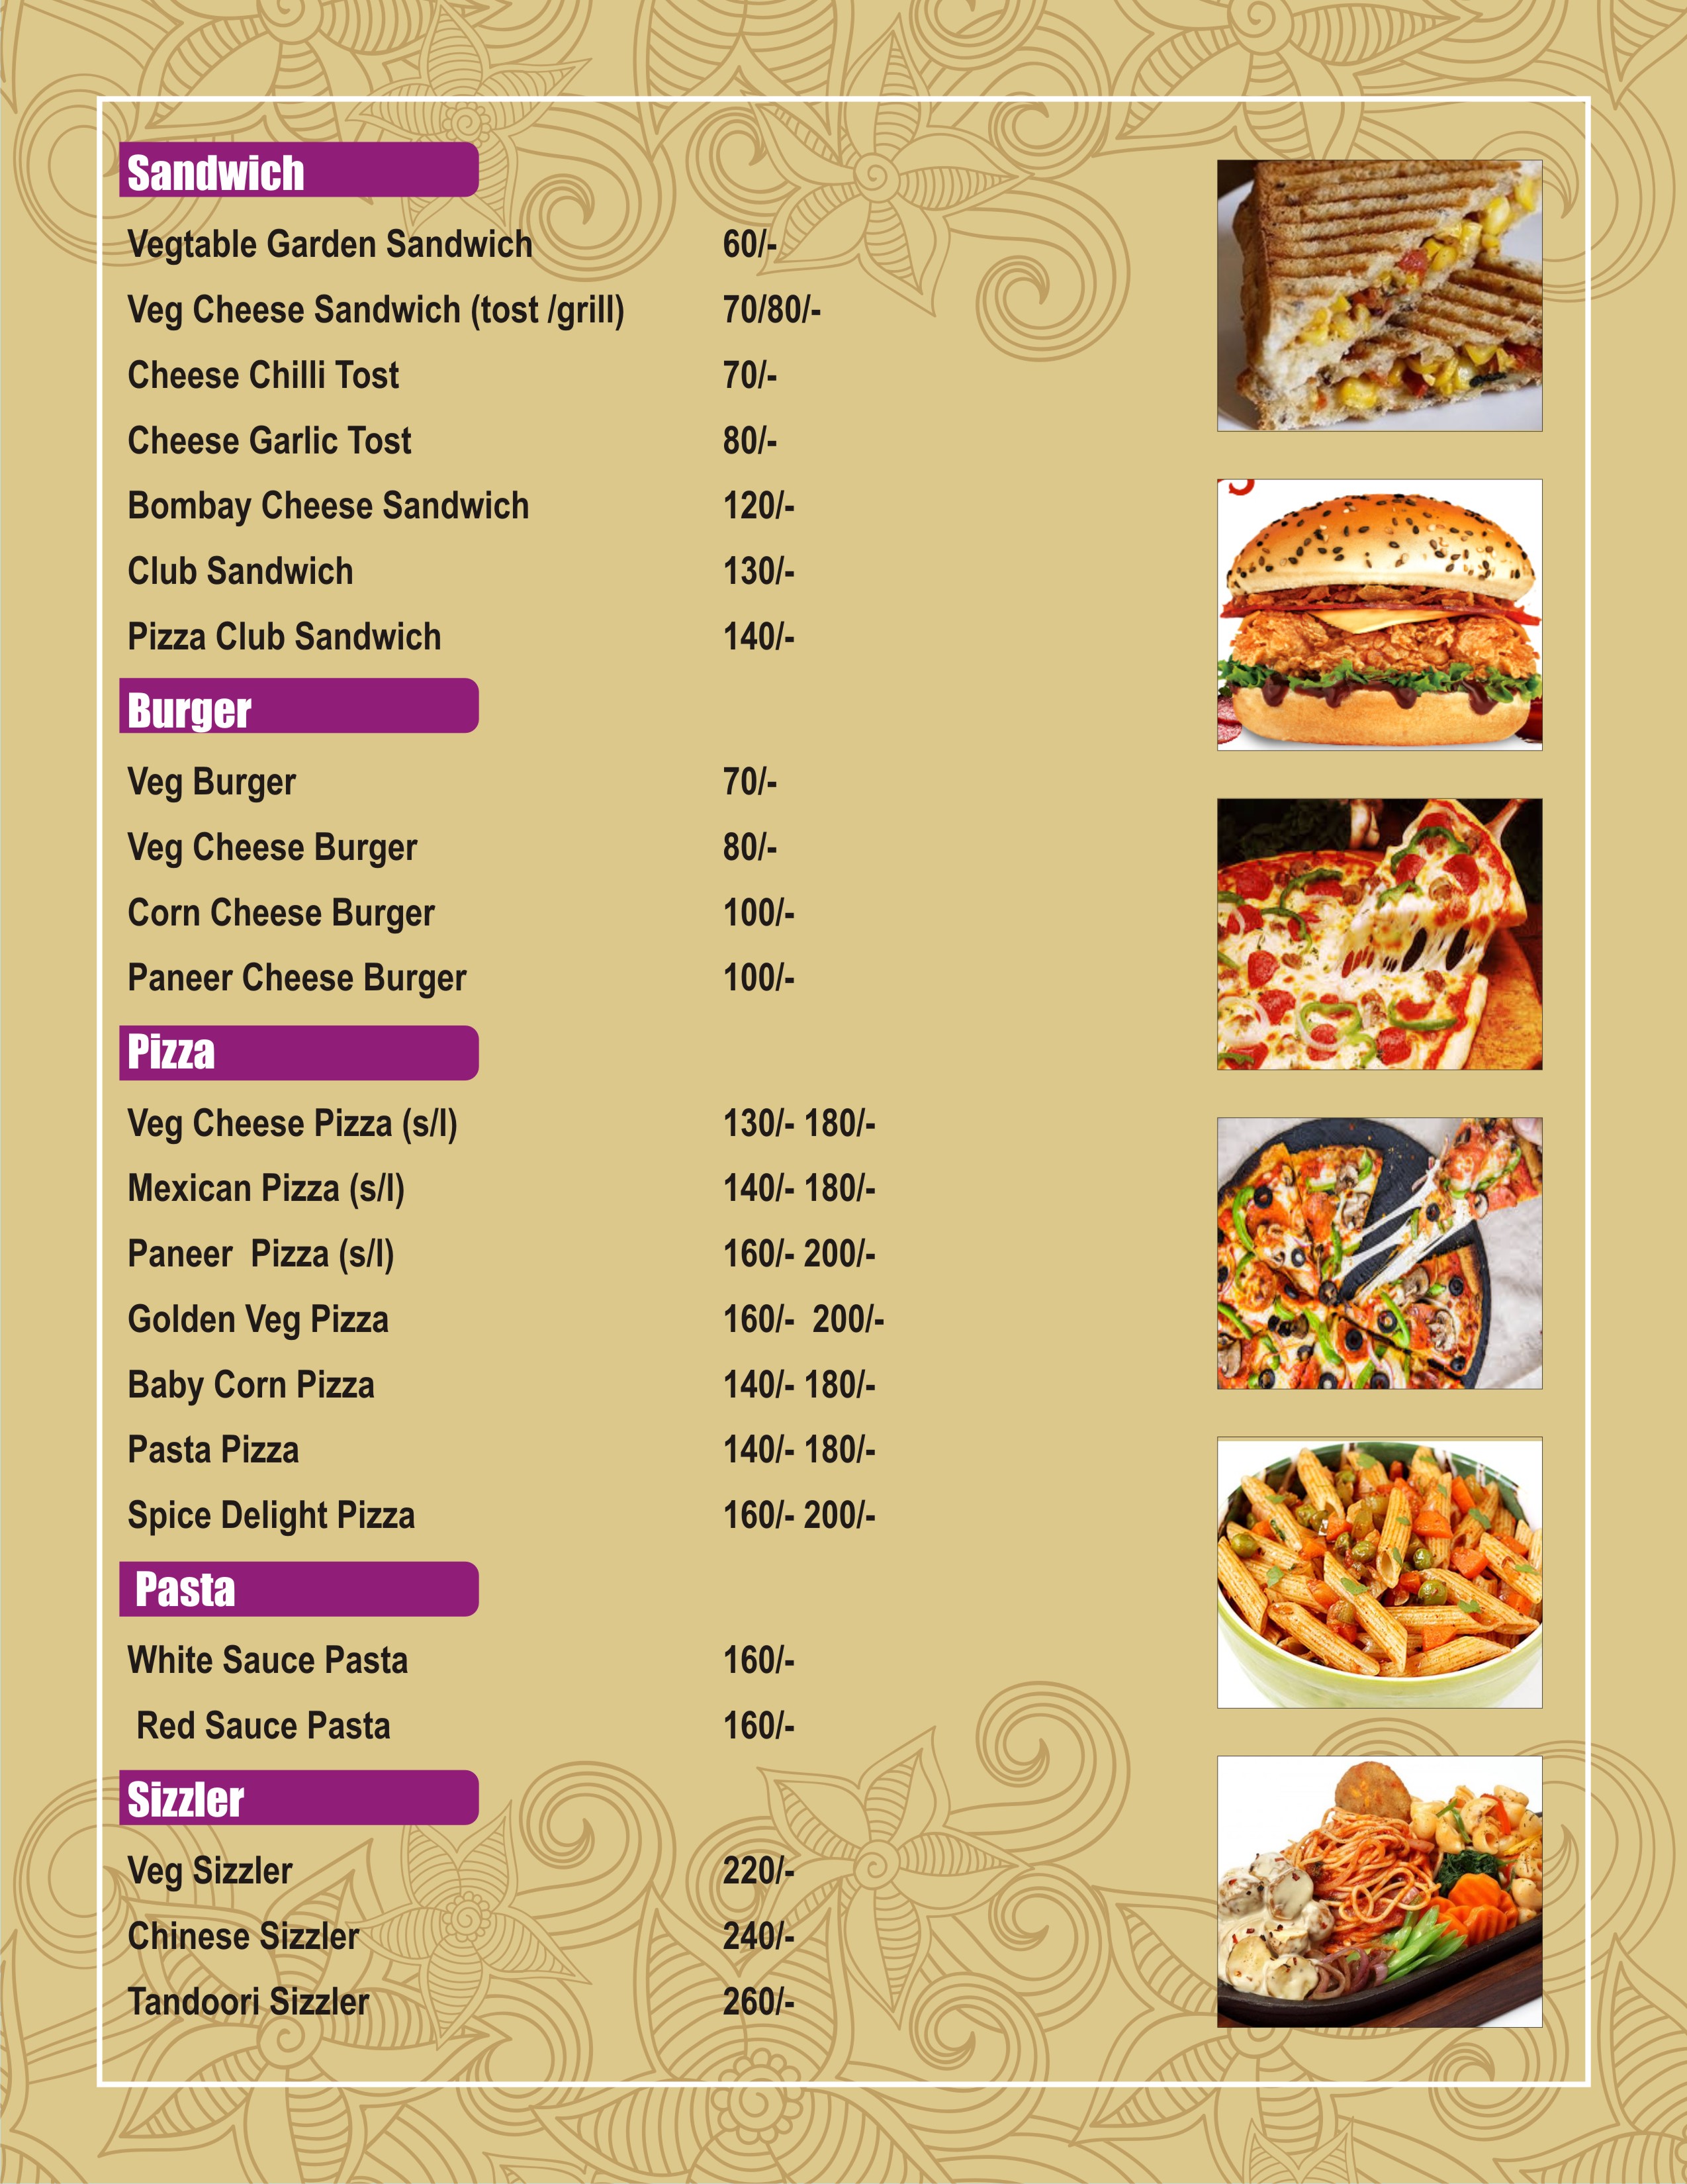 Sandwich
Vegtable Garden Sandwich 60/-
Veg Cheese Sandwich (tost /grill) 70/80/-
Cheese Chilli Tost 70/-
Cheese Garlic Tost 80/-
Bombay Cheese Sandwich 120/-
Club Sandwich 130/-
Pizza Club Sandwich 140/-
Burger
Veg Burger 70/-
Veg Cheese Burger 80/-
Corn Cheese Burger 100/-
Paneer Cheese Burger 100/-
Pizza
Veg Cheese Pizza (s/l) 130/- 180/-
Mexican Pizza (s/l) 140/- 180/-
Paneer Pizza (s/l) 160/- 200/-
Golden Veg Pizza 160/- 200/-
Baby Corn Pizza 140/- 180/-
Pasta Pizza 140/- 180/-
Spice Delight Pizza 160/- 200/-
Pasta
White Sauce Pasta 160/-
Red Sauce Pasta 160/-
Sizzler
Veg Sizzler 220/-
Chinese Sizzler 240/-
Tandoori Sizzler 260/-